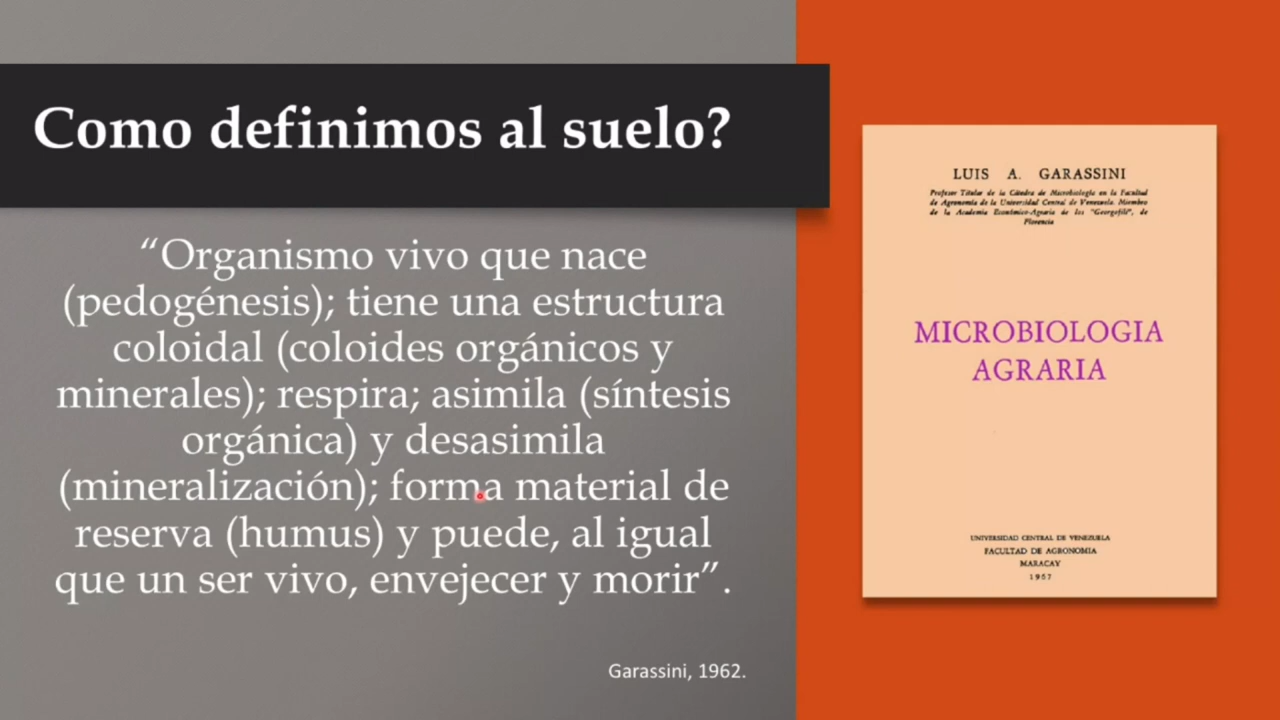 Como definimos al suelo?
“Organismo vivo que nace
(pedogénesis); tiene una estructura
coloidal (coloides orgánicos y
minerales); respira; asimila (síntesis
orgánica) y desasimila
(mineralización); forma material de
reserva (humus) y puede, al igual
que un ser vivo, envejecer y morir”.
Garassini, 1962.
LUIS A. GARASSINI
Profesor Titular de la Cátedra de Microbiología en la Facultad
de Agronomía de la Universidad Central de Venezuela. Miembro
de la Academia Económico-Agraria de los "Georgofili", de
Florencia
MICROBIOLOGIA
AGRARIA
UNIVERSIDAD CENTRAL DE VENEZUELA
FACULTAD DE AGRONOMIA
MARACAY
1967